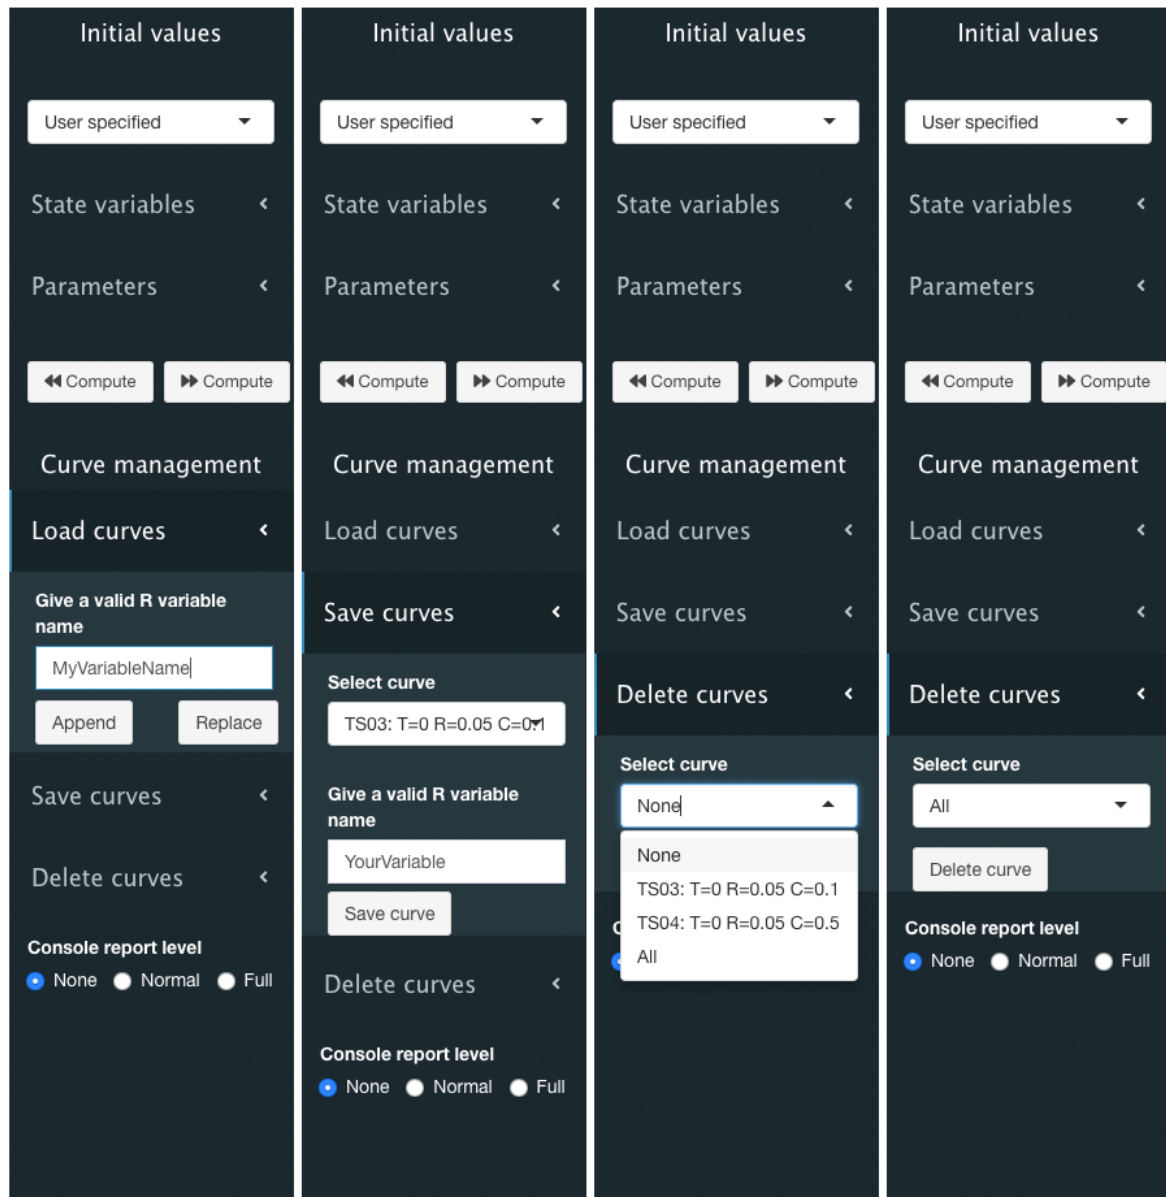 Initial values
User specified
State variables
Parameters
Compute
Compute
Curve management
Load curves
Give a valid R variable
name
MyVariableName
Append
Replace
Save curves
Delete curves
Console report level
None
Normal
Full
Initial values
User specified
State variables
Parameters
Compute
Compute
Curve management
Load curves
Save curves
Select curve
TS03: T=0 R=0.05 C=0.1
Give a valid R variable
name
YourVariable
Save curve
Delete curves
Console report level
None
Normal
Full
Initial values
User specified
State variables
Parameters
Compute
Compute
Curve management
Load curves
Save curves
Delete curves
Select curve
None
None
TS03: T=0 R=0.05 C=0.1
TS04: T=0 R=0.05 C=0.5
All
Initial values
User specified
State variables
Parameters
Compute
Compute
Curve management
Load curves
Save curves
Delete curves
Select curve
All
Delete curve
Console report level
None
Normal
Full